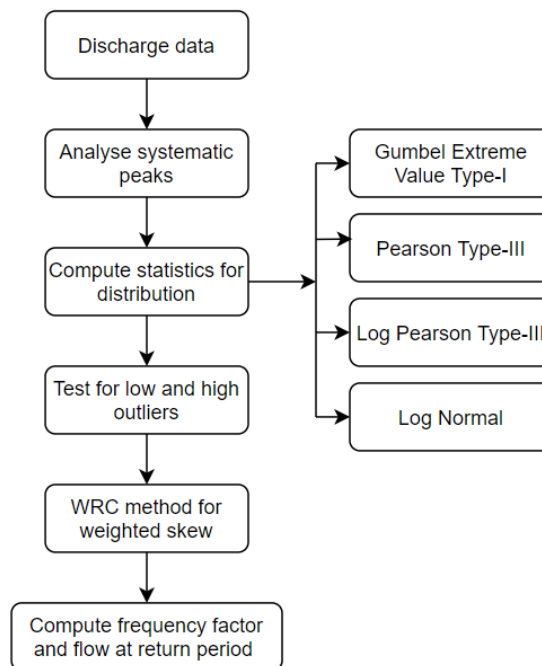 Discharge data
Analyse systematic
peaks
Gumbel Extreme
Value Type-I
Pearson Type-III
Compute statistics for
distribution
Log Pearson Type-III
Test for low and high
outliers
Log Normal
WRC method for
weighted skew
Compute frequency factor
and flow at return period